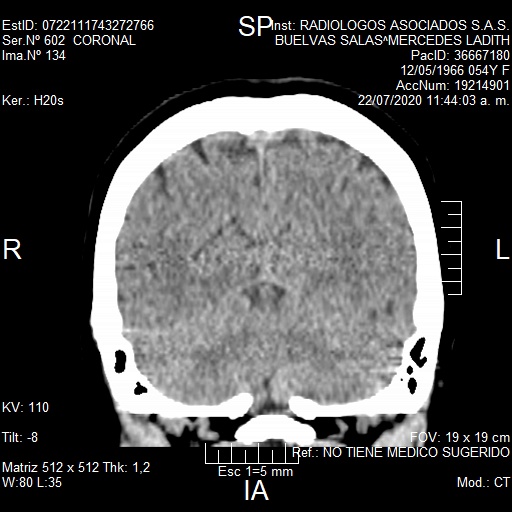 EstID: 0722111743272766
Ser.Nº 602 CORONAL
Ima.Nº 134
Ker.: H20s
SP
Inst: RADIOLOGOS ASOCIADOS S.A.S.
BUELVAS SALAS^MERCEDES LADITH
PacID: 36667180
12/05/1966 054Y F
AccNum: 19214901
22/07/2020 11:44:03 a. m.
R
L
KV: 110
Tilt: -8
Matriz 512 x 512 Thk: 1,2
W:80 L:35
Esc 1=5 mm
IA
FOV: 19 x 19 cm
Ref.: NO TIENE MEDICO SUGERIDO
Mod.: CT